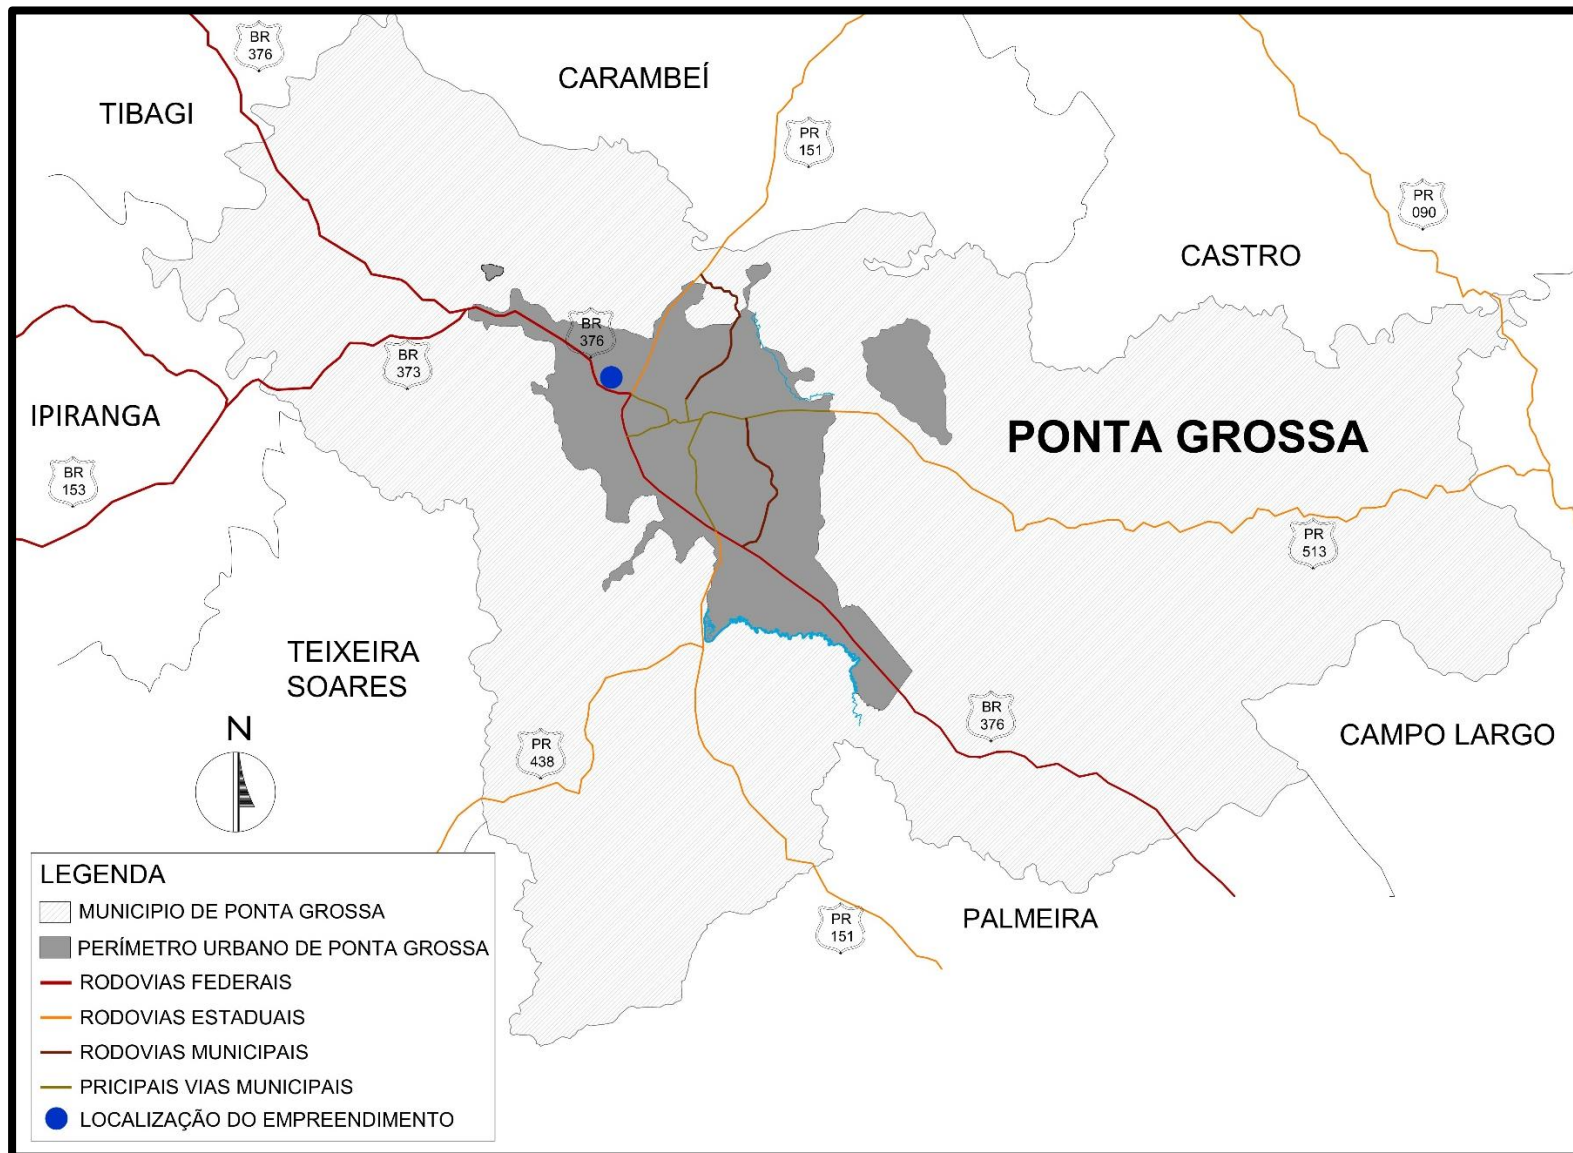 BR
376
CARAMBEÍ
TIBAGI
PR
151
PR
090
CASTRO
BR
376
BR
373
IPIRANGA
PONTA GROSSA
BR
153
PR
513
TEIXEIRA
SOARES
BR
376
CAMPO LARGO
N
PR
438
PALMEIRA
PR
151
LEGENDA
MUNICIPIO DE PONTA GROSSA
PERÍMETRO URBANO DE PONTA GROSSA
RODOVIAS FEDERAIS
RODOVIAS ESTADUAIS
RODOVIAS MUNICIPAIS
PRICIPAIS VIAS MUNICIPAIS
LOCALIZAÇÃO DO EMPREENDIMENTO